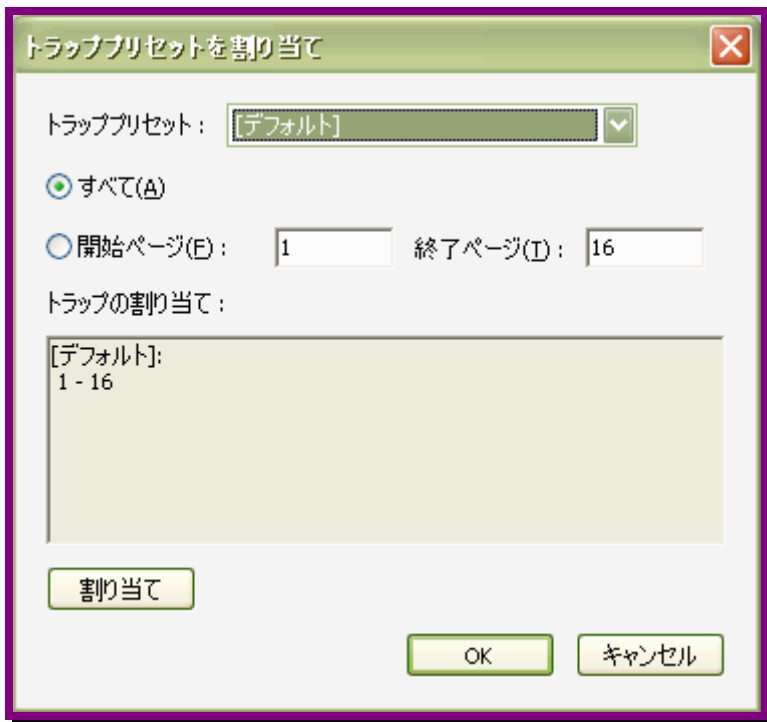 トラッププリセットを割り当て
トラッププリセット： [デフォルト]
すべて(A)
開始ページ(F)： 1 終了ページ(T)： 16
トラップの割り当て：
[デフォルト]:
1 - 16
割り当て
OK キャンセル